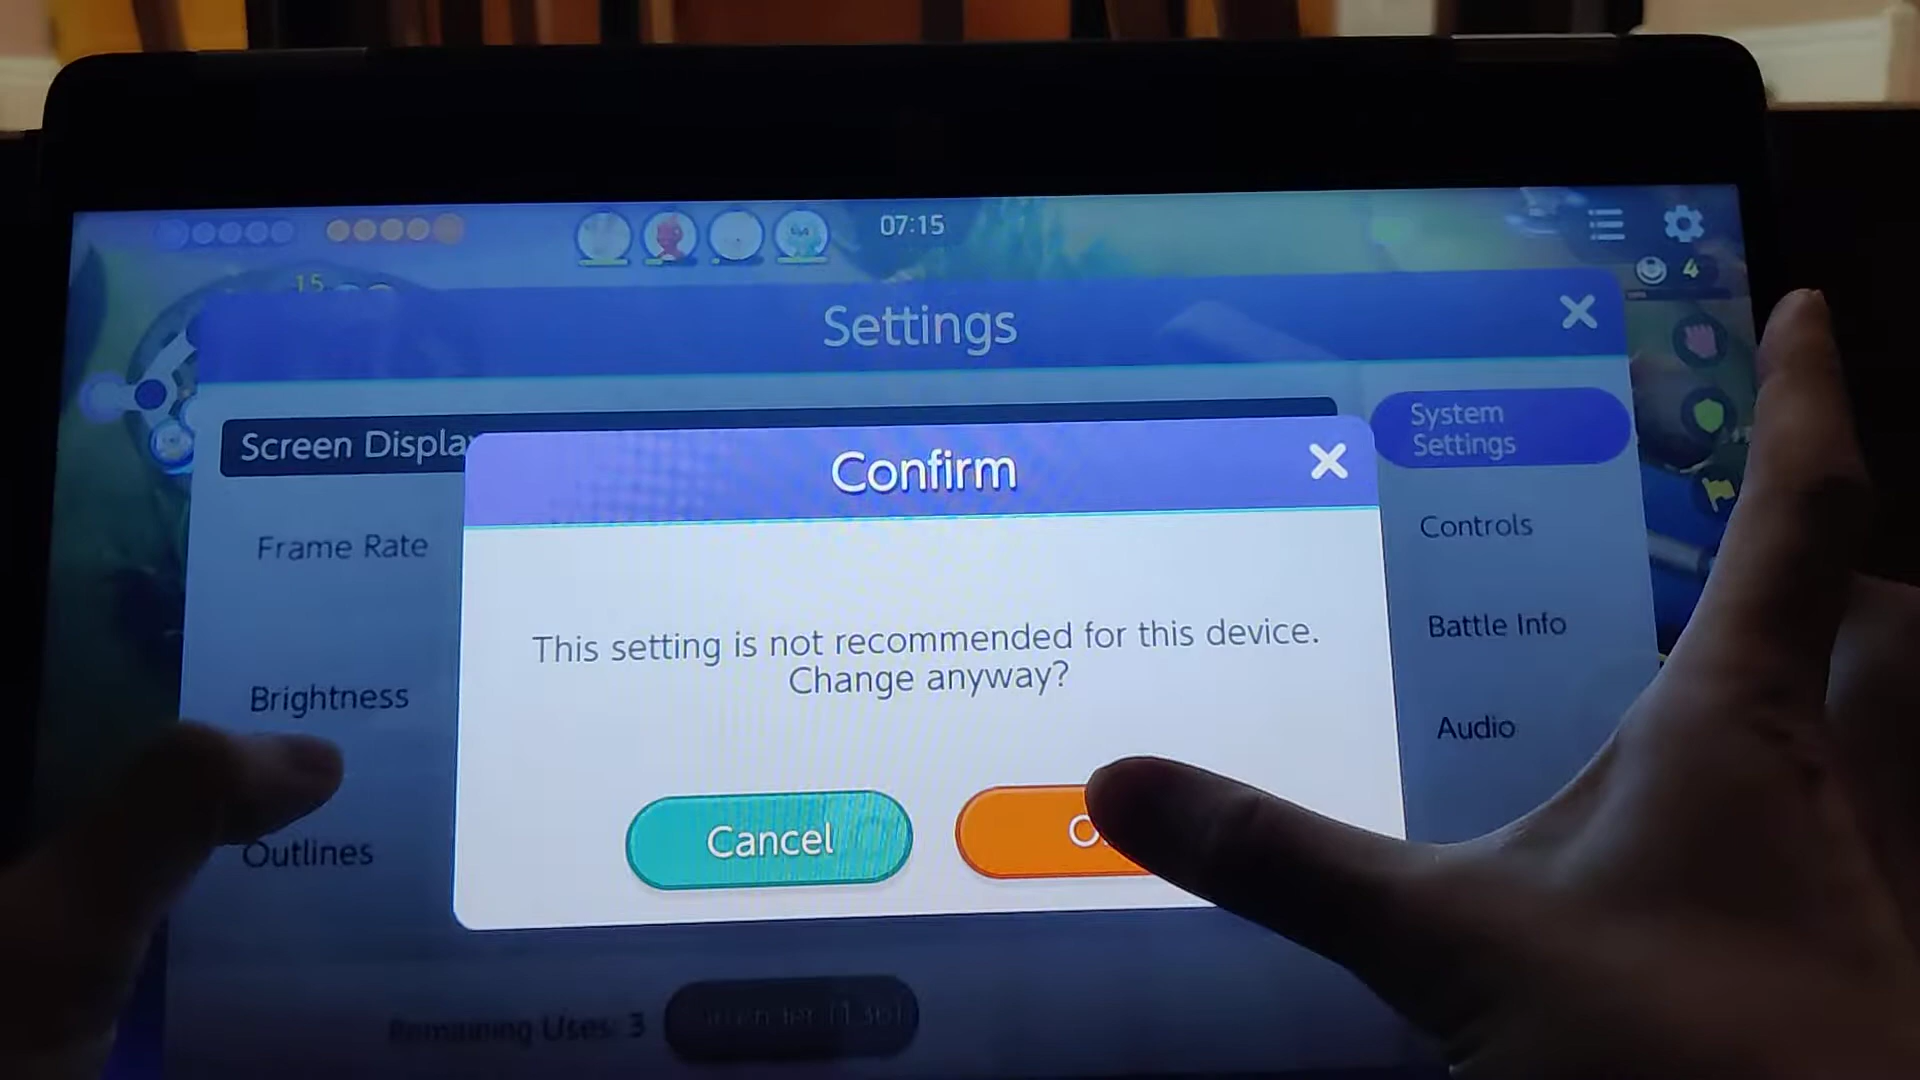 07:15
4
15
Settings
Screen Displa
System
Settings
Confirm
Frame Rate
Controls
This setting is not recommended for this device.
Change anyway?
Battle Info
Brightness
Audio
Cancel
Outlines
Remaining Uses: 3